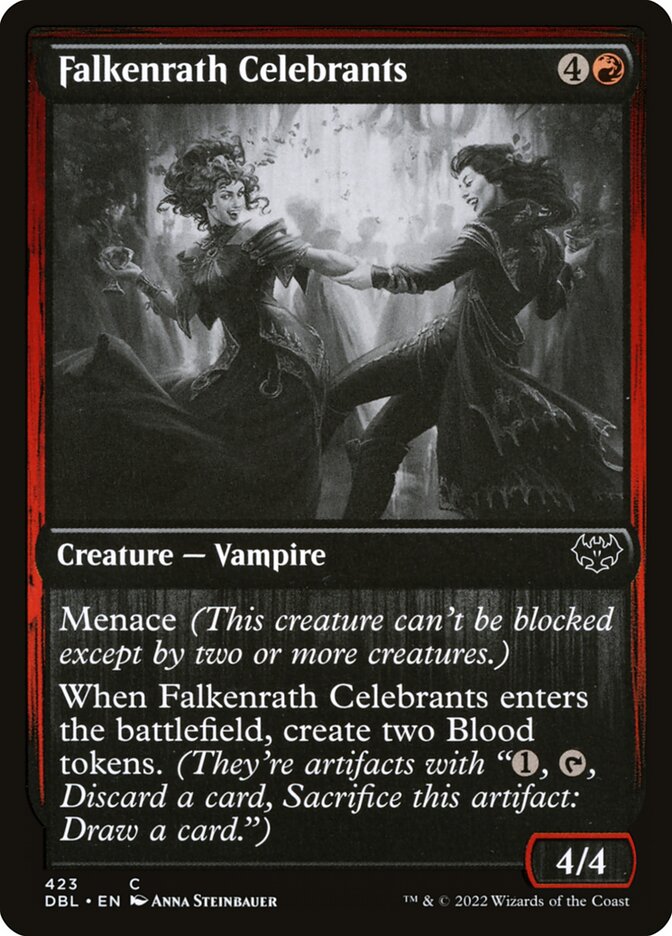 Falkenrath Celebrants 4
Creature — Vampire
Menace (This creature can't be blocked
except by two or more creatures.)
When Falkenrath Celebrants enters
the battlefield, create two Blood
tokens. (They're artifacts with “1, ,
Discard a card, Sacrifice this artifact:
Draw a card.”)
4/4
423 C
DBL • EN Anna Steinbauer ™ & © 2022 Wizards of the Coast